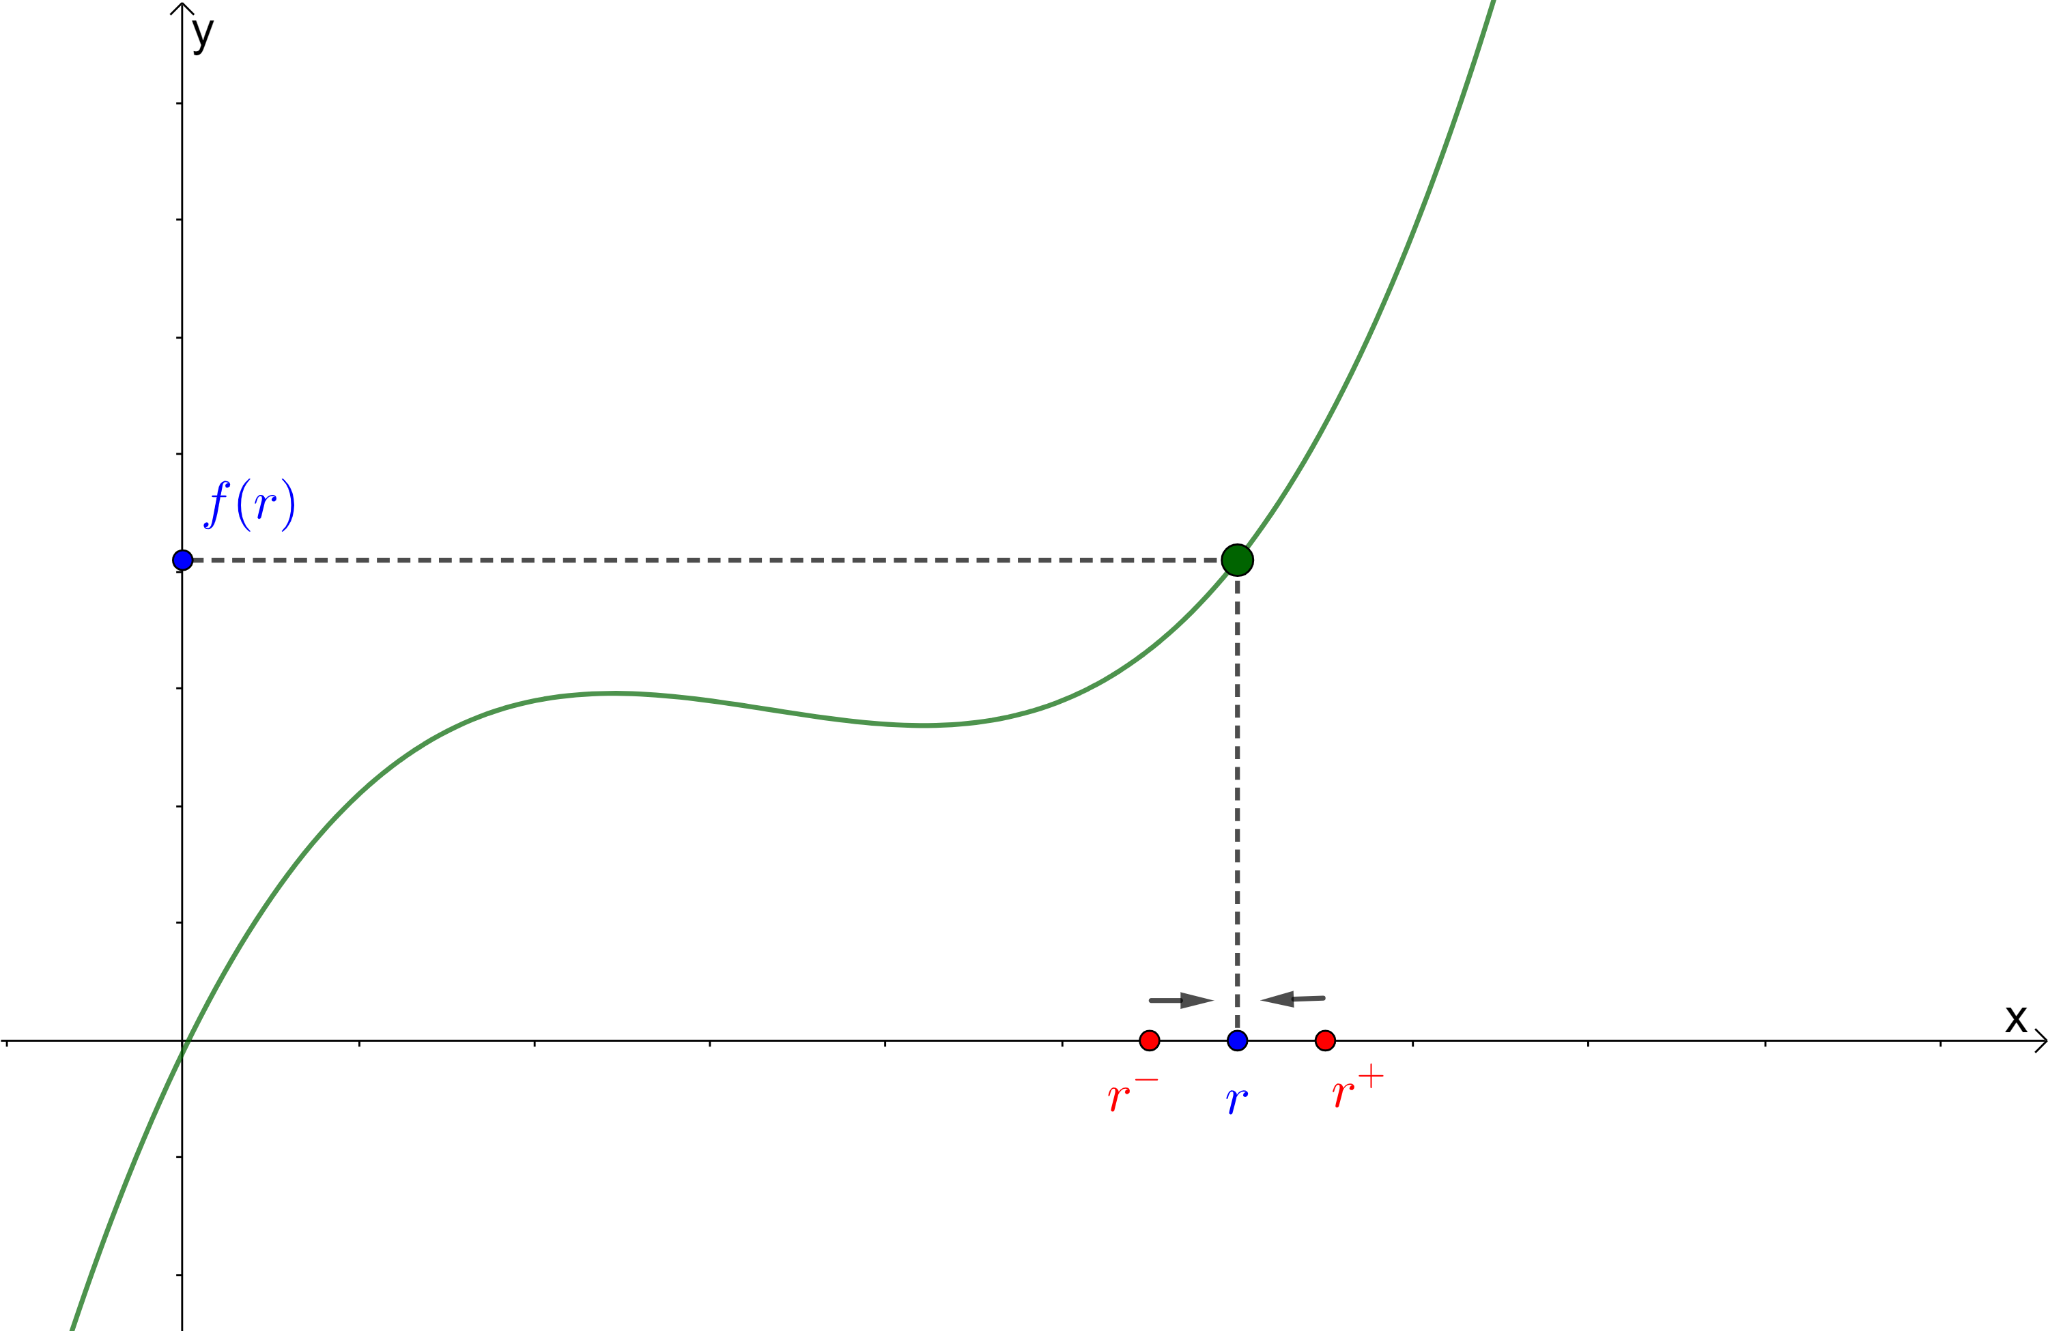 y
f(r)
x
r⁻ r r⁺